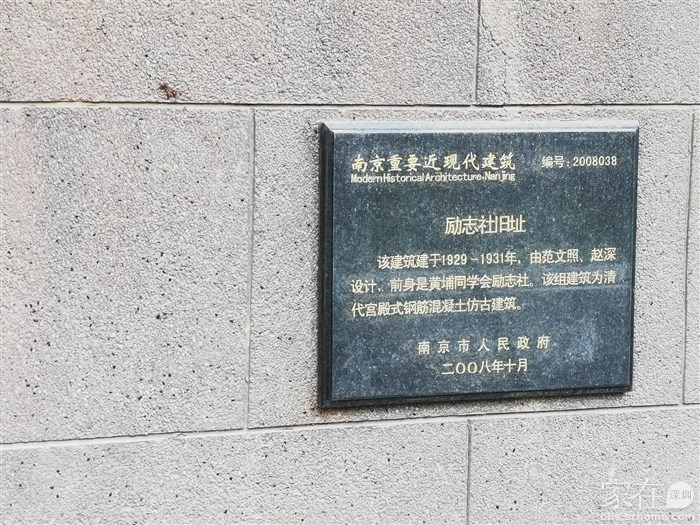 南京重要近现代建筑 编号:2008038
Modern Historical Architecture·Nanjing
励志社旧址
该建筑建于1929-1931年,由范文照、赵深
设计,前身是黄埔同学会励志社。该组建筑为清
代宫殿式钢筋混凝土仿古建筑。
南京市人民政府
二〇〇八年十月
家在深圳